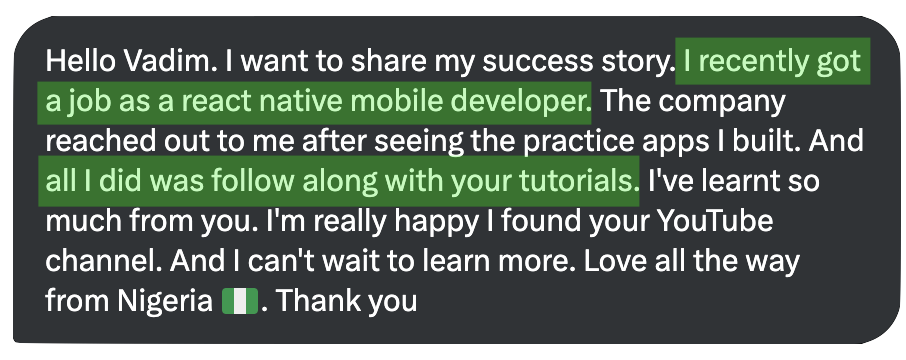 Hello Vadim. I want to share my success story. I recently got
a job as a react native mobile developer. The company
reached out to me after seeing the practice apps I built. And
all I did was follow along with your tutorials. I've learnt so
much from you. I'm really happy I found your YouTube
channel. And I can't wait to learn more. Love all the way
from Nigeria 🇳🇬. Thank you